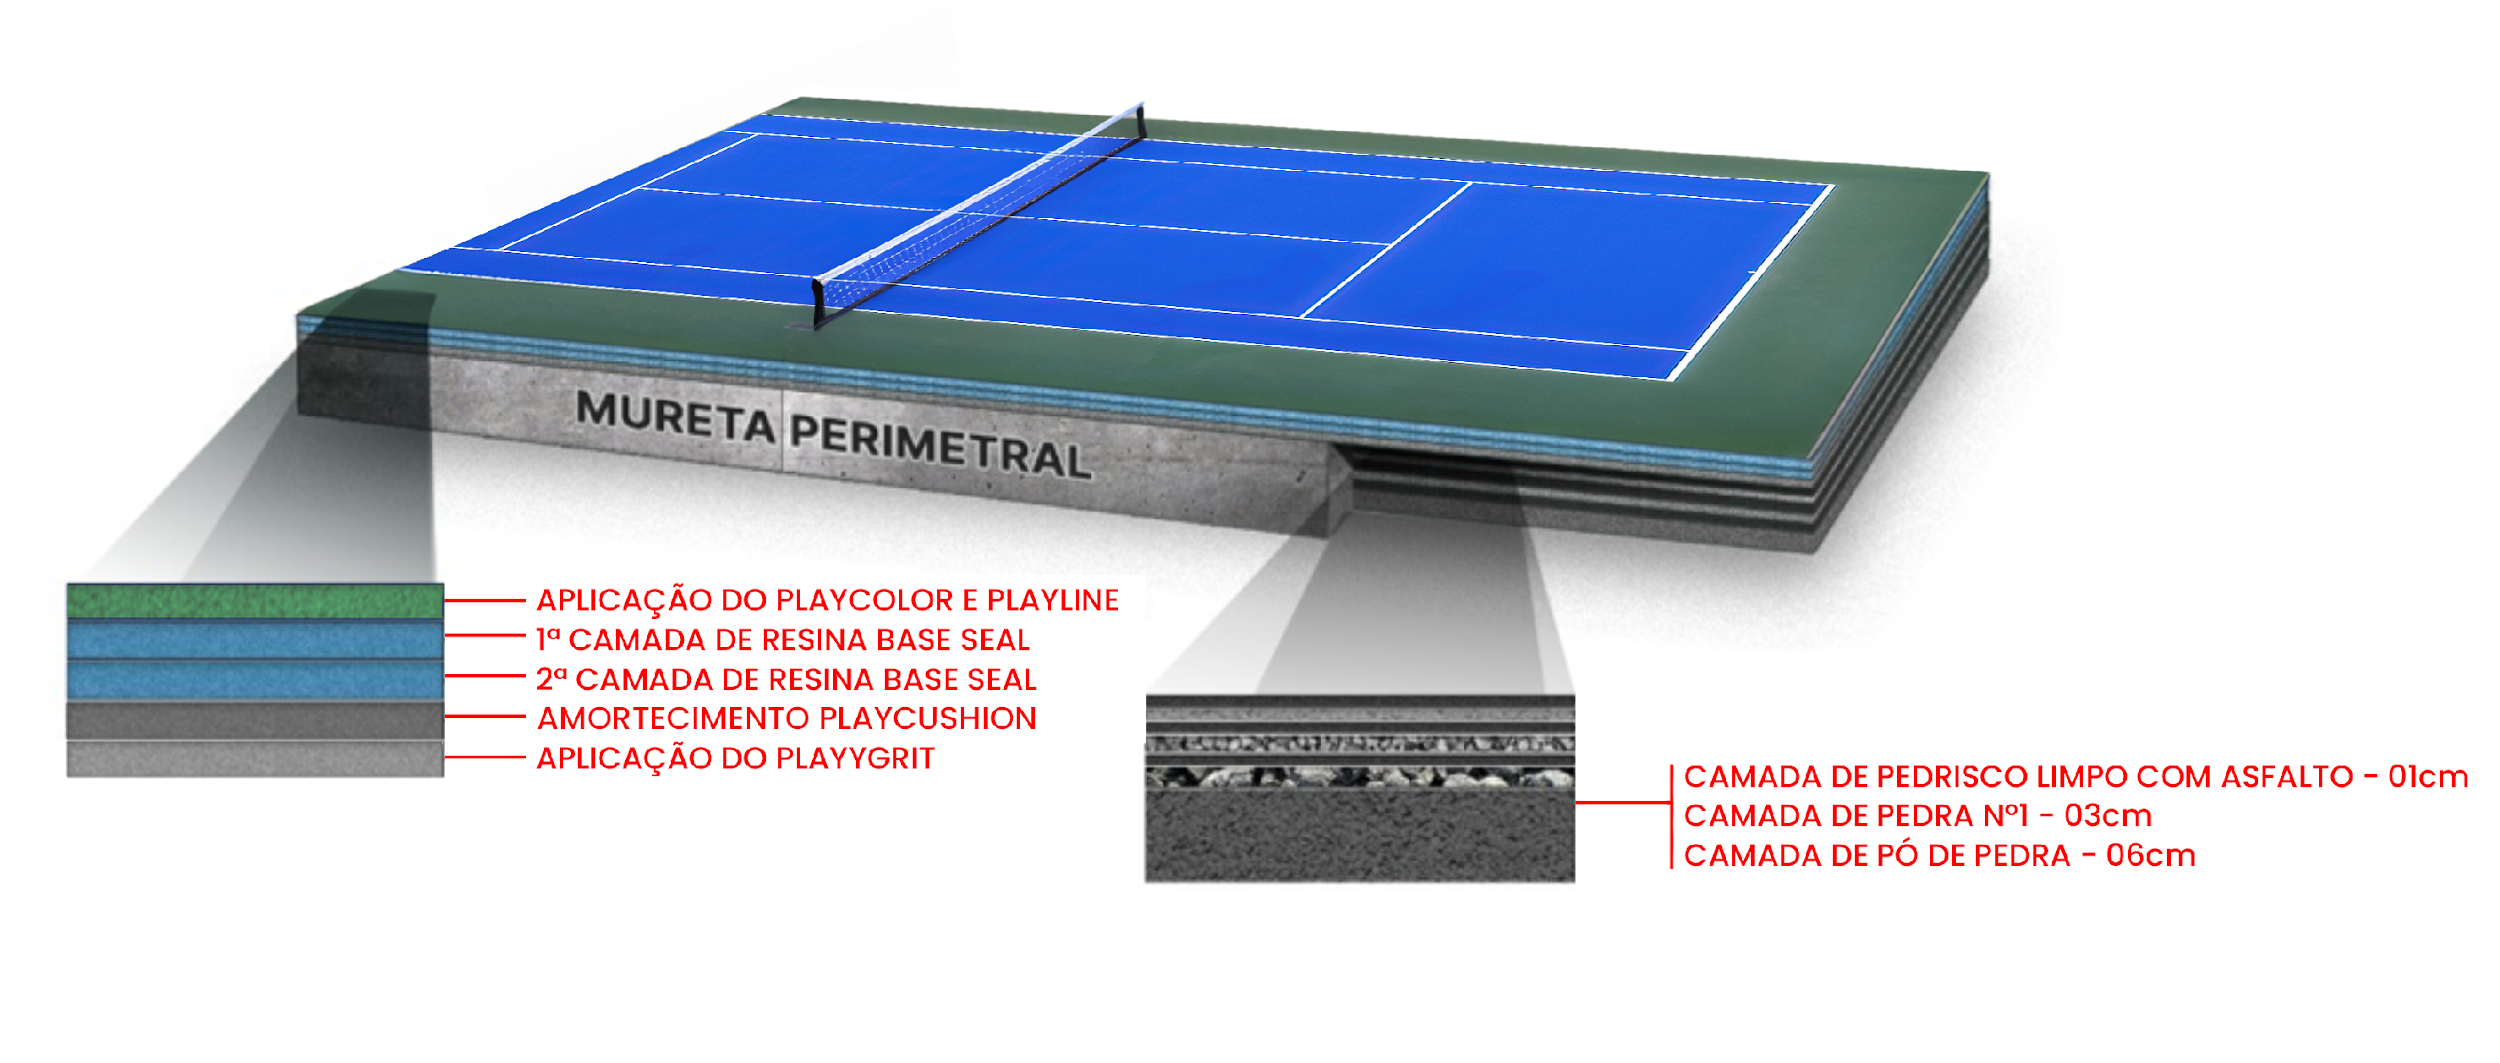 MURETA PERIMETRAL
APLICAÇÃO DO PLAYCOLOR E PLAYLINE
1ª CAMADA DE RESINA BASE SEAL
2ª CAMADA DE RESINA BASE SEAL
AMORTECIMENTO PLAYCUSHION
APLICAÇÃO DO PLAYYGRIT
CAMADA DE PEDRISCO LIMPO COM ASFALTO - 01cm
CAMADA DE PEDRA Nº1 - 03cm
CAMADA DE PÓ DE PEDRA - 06cm